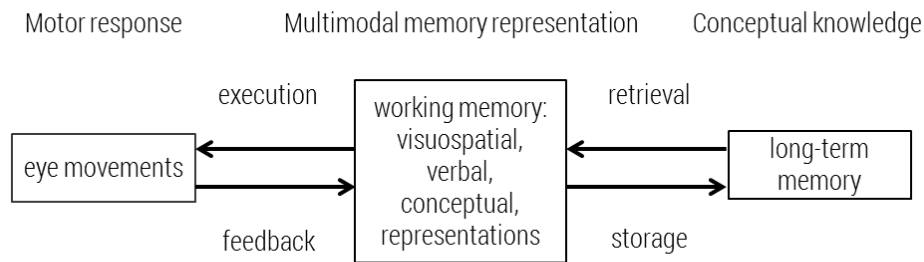 Motor response
Multimodal memory representation
Conceptual knowledge
execution
retrieval
eye movements
working memory:
visuospatial,
verbal,
conceptual,
representations
long-term
memory
feedback
storage